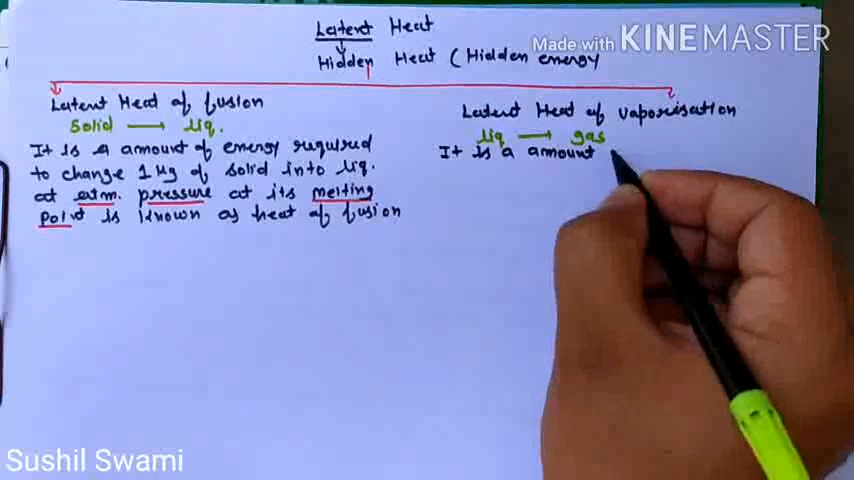 Latent Heat
Made with KINEMASTER
Hidden Heat (Hidden energy
Latent Heat of fusion
Solid → Liq.
It is a amount of energy required
to change 1 kg of solid into liq.
at atm. pressure at its melting
point is known as heat of fusion
Latent Heat of vaporisation
Liq → gas
It is a amount
Sushil Swami